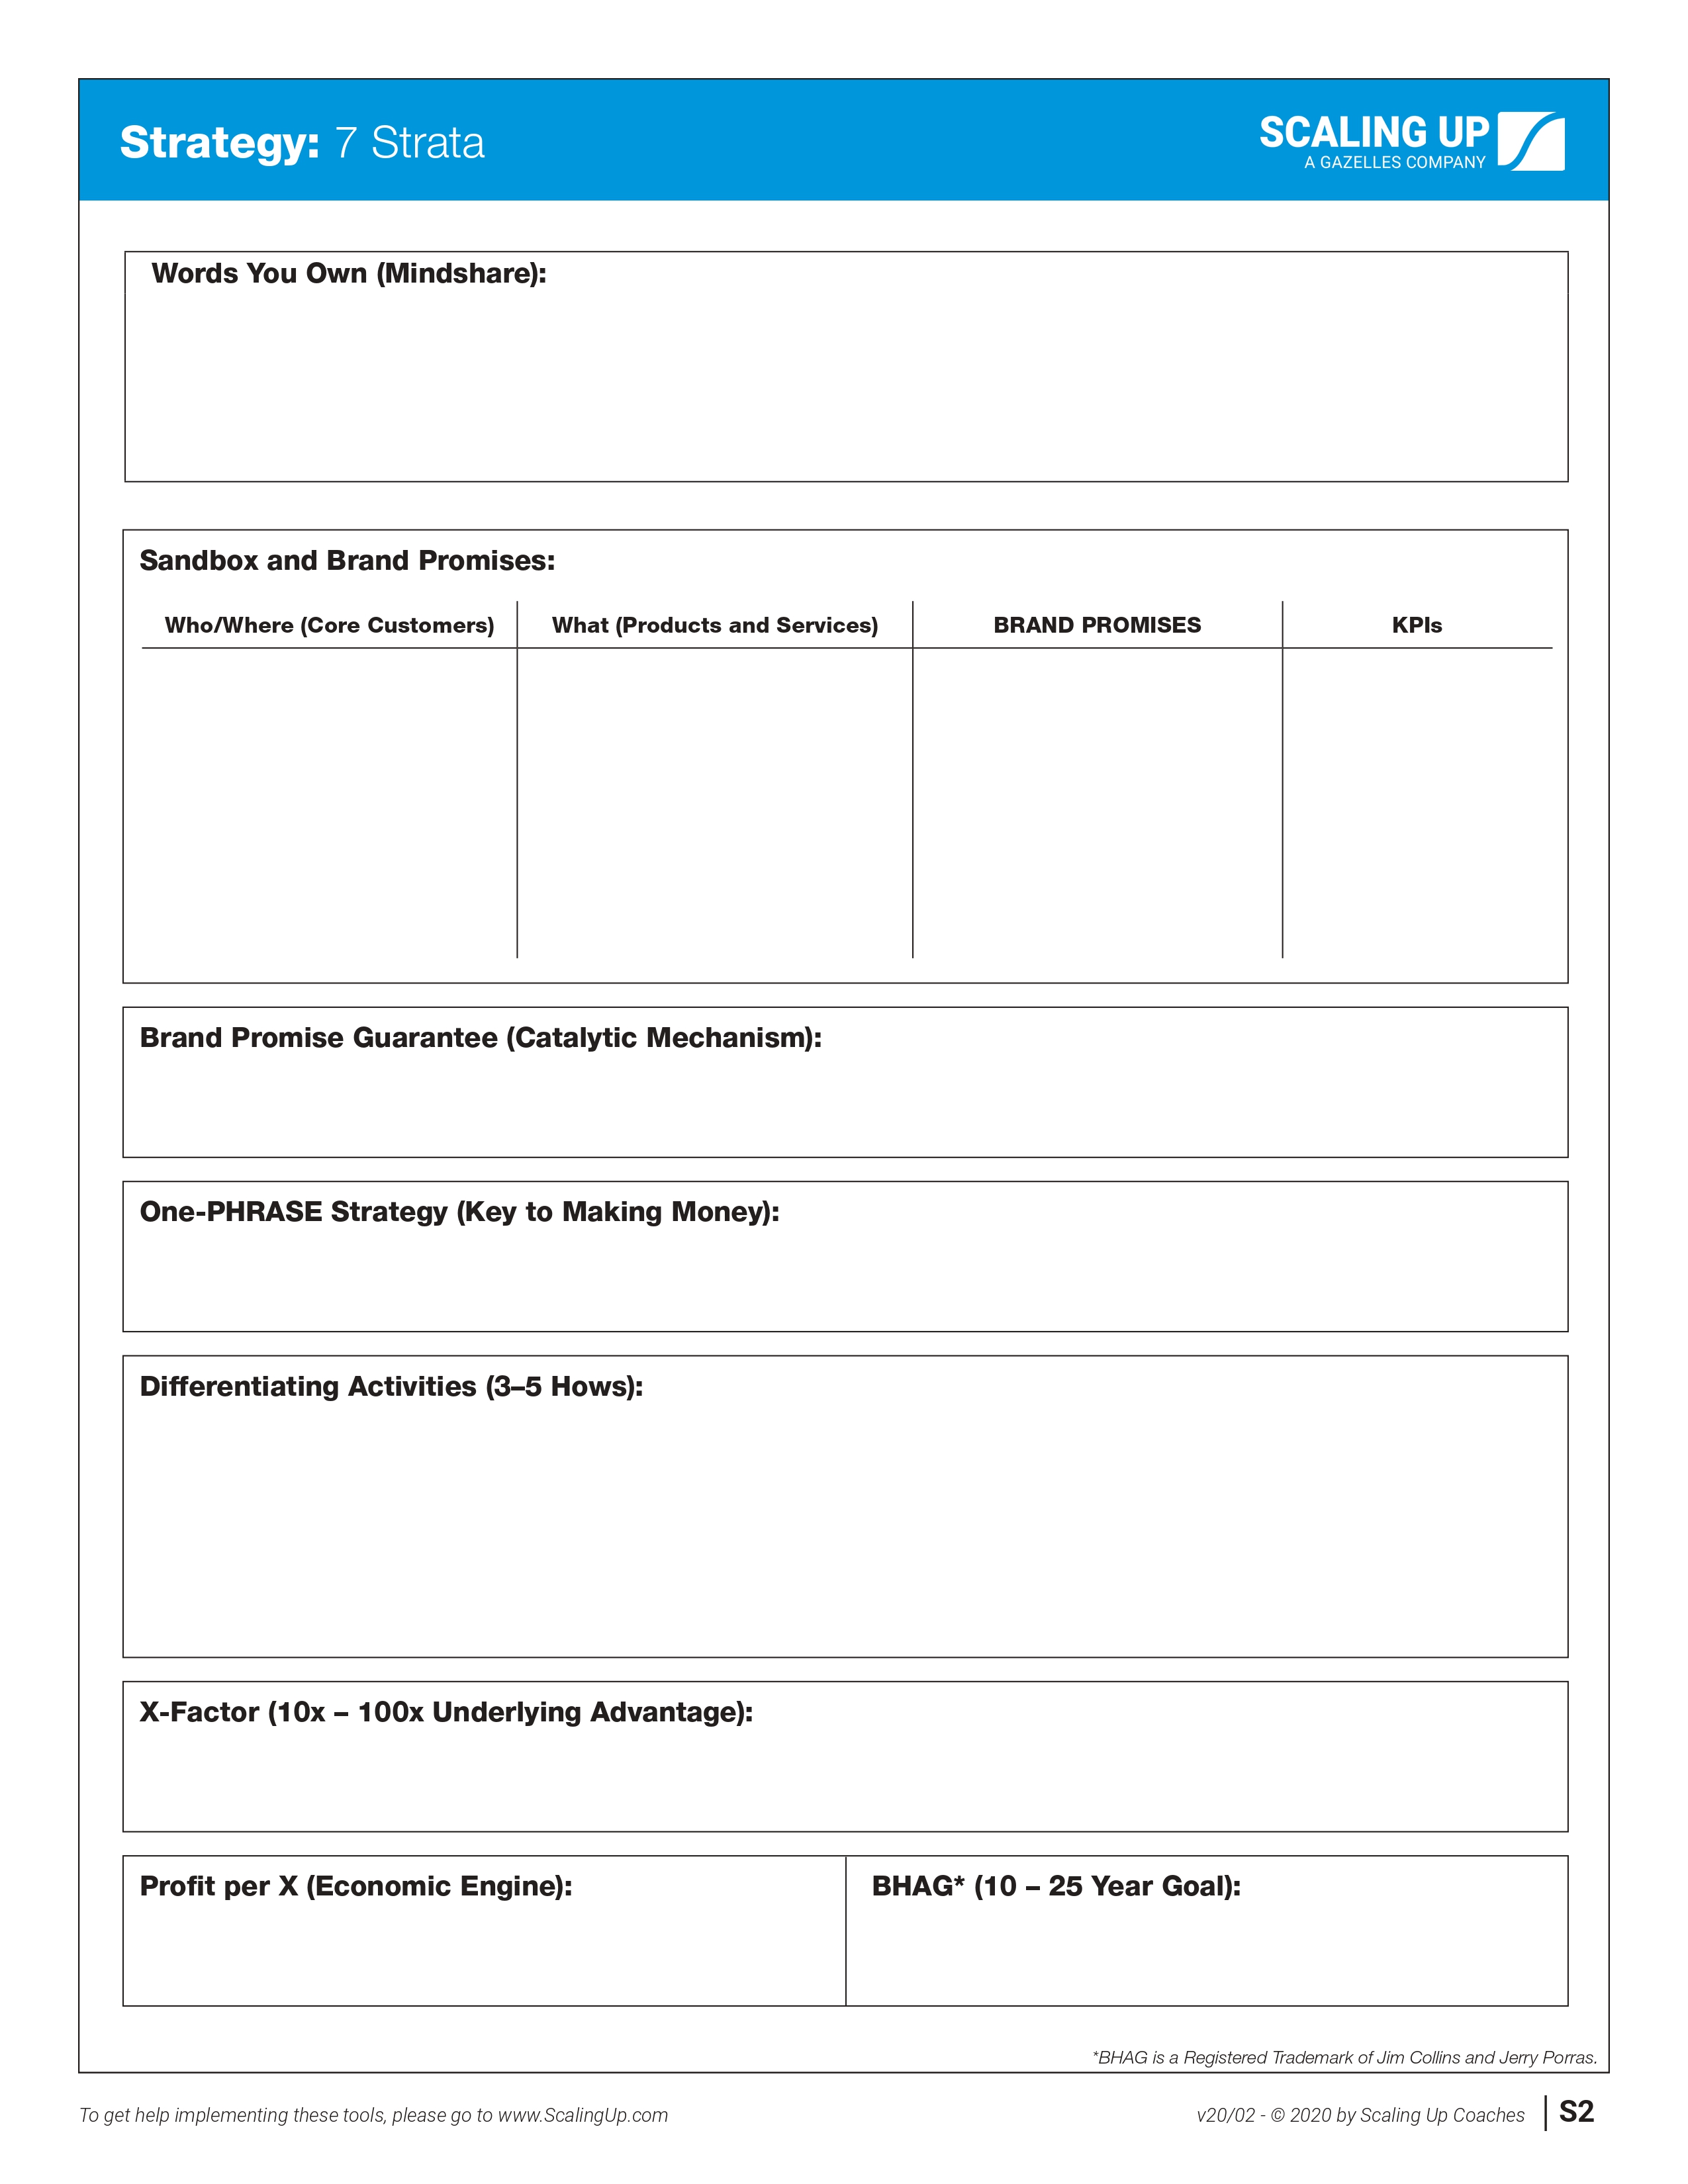 Strategy: 7 Strata
SCALING UP
A GAZELLES COMPANY
Words You Own (Mindshare):
Sandbox and Brand Promises:
Who/Where (Core Customers) What (Products and Services) BRAND PROMISES KPIs
Brand Promise Guarantee (Catalytic Mechanism):
One-PHRASE Strategy (Key to Making Money):
Differentiating Activities (3–5 Hows):
X-Factor (10x – 100x Underlying Advantage):
Profit per X (Economic Engine): BHAG* (10 – 25 Year Goal):
*BHAG is a Registered Trademark of Jim Collins and Jerry Porras.
To get help implementing these tools, please go to www.ScalingUp.com v20/02 - © 2020 by Scaling Up Coaches S2